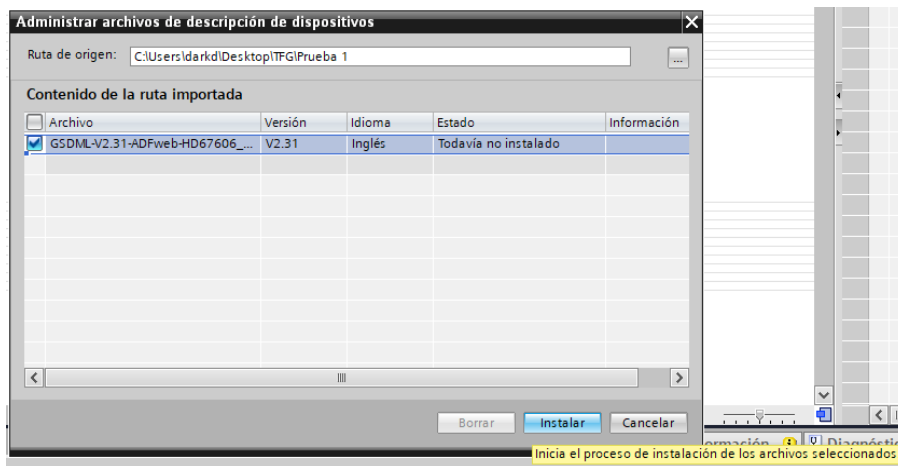 Administrar archivos de descripción de dispositivos
Ruta de origen: C:\Users\darkd\Desktop\TFG\Prueba 1 ...
Contenido de la ruta importada
Archivo Versión Idioma Estado Información
GSDML-V2.31-ADFweb-HD67606_... V2.31 Inglés Todavía no instalado
Borrar Instalar Cancelar
Inicia el proceso de instalación de los archivos seleccionados